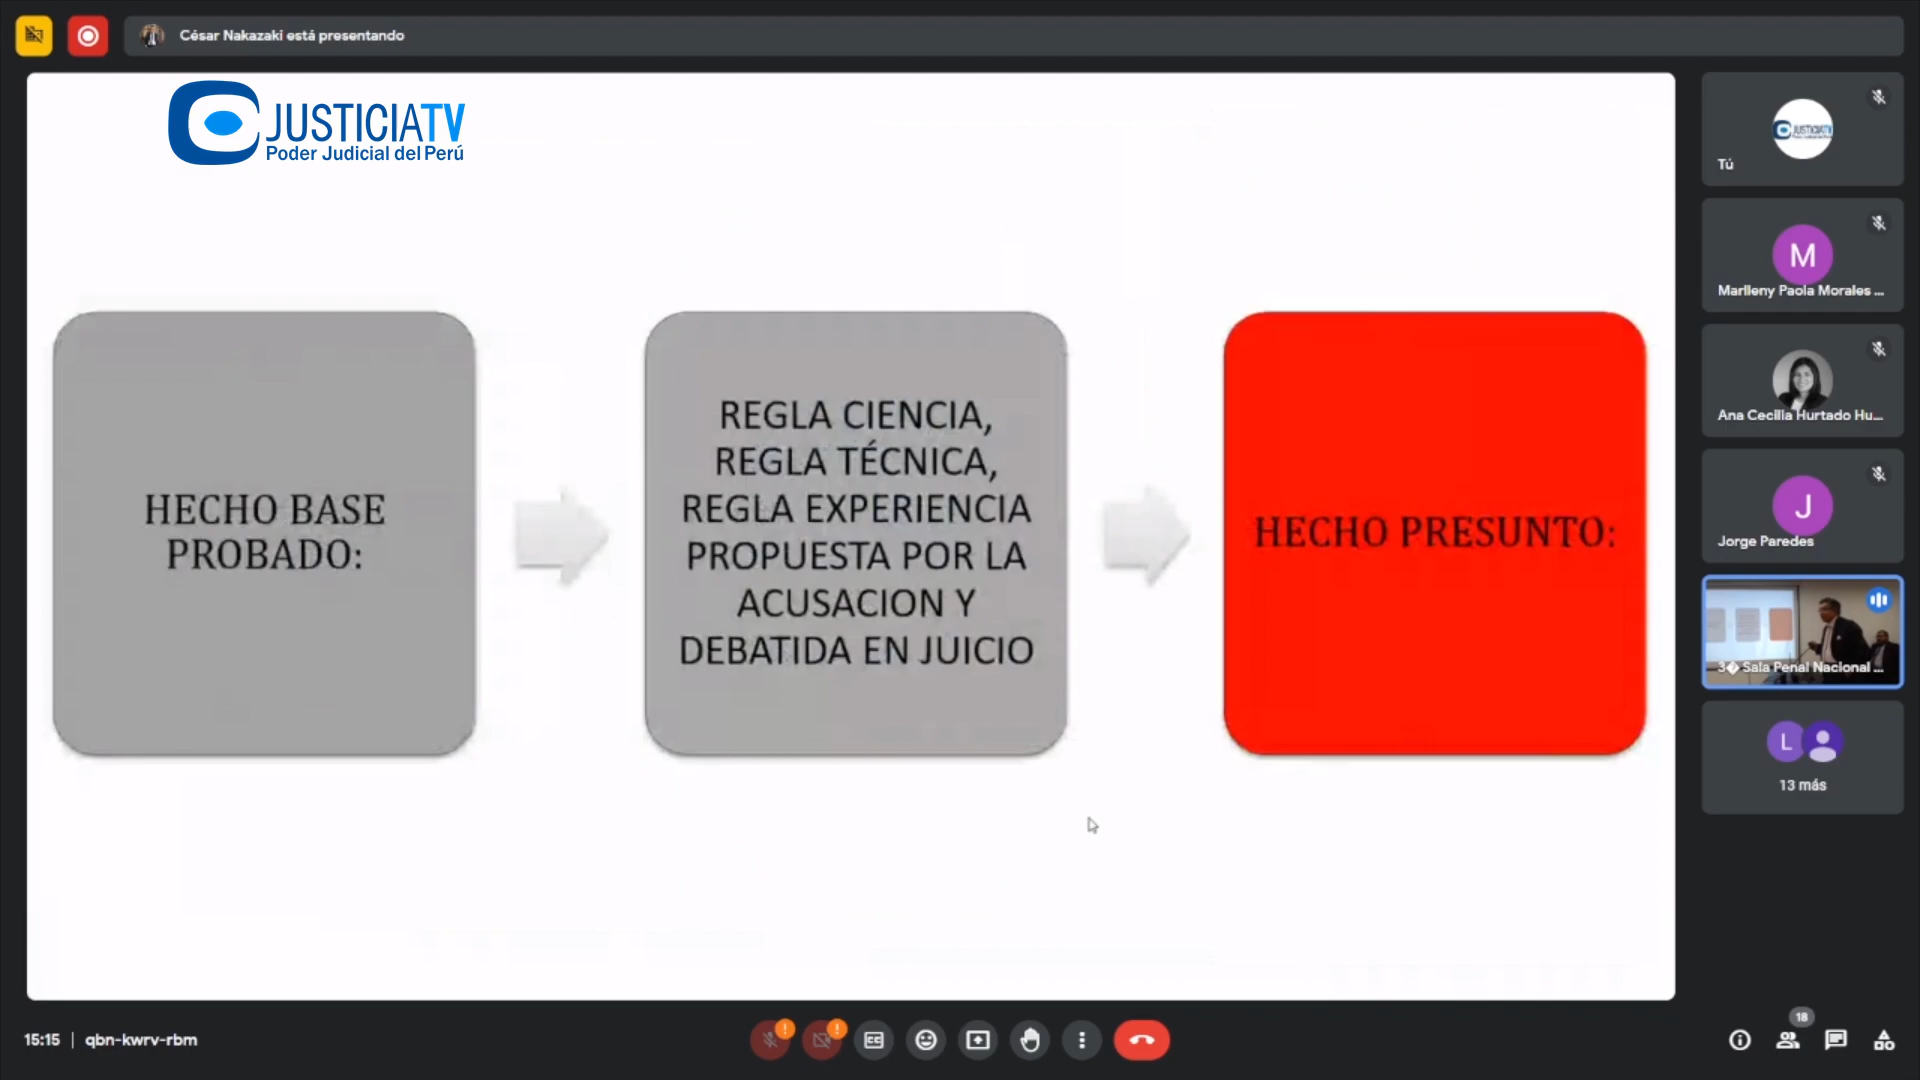 César Nakazaki está presentando
JUSTICIATV
Poder Judicial del Perú
HECHO BASE
PROBADO:
REGLA CIENCIA,
REGLA TÉCNICA,
REGLA EXPERIENCIA
PROPUESTA POR LA
ACUSACION Y
DEBATIDA EN JUICIO
HECHO PRESUNTO:
JUSTICIATV
Tú
M
Marlleny Paola Morales ...
Ana Cecilia Hurtado Hu...
J
Jorge Paredes
3� Sala Penal Nacional ...
L
13 más
15:15 | qbn-kwrv-rbm
18